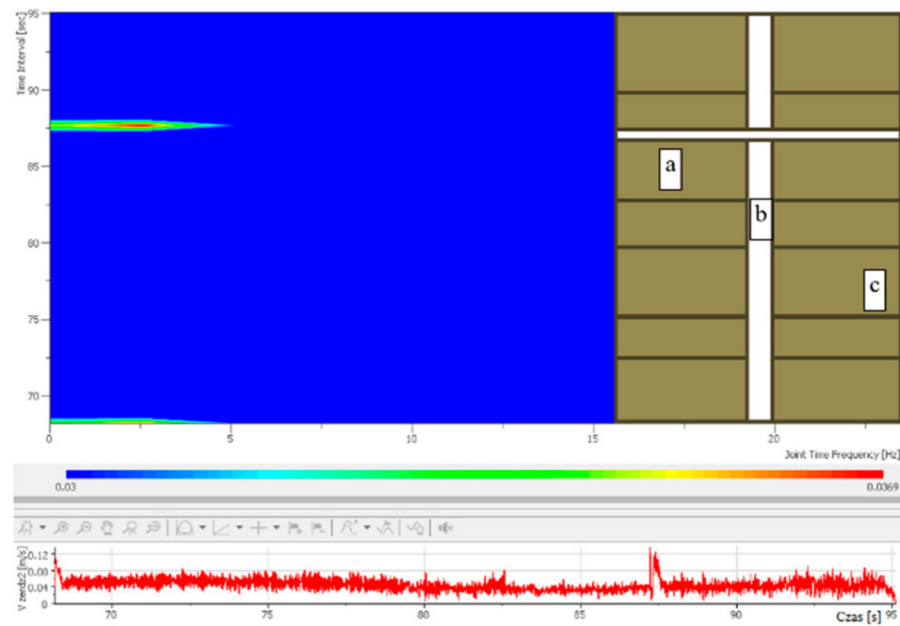 Time Interval [sec]
95
90
85
80
75
70
a
b
c
0 5 10 15 20
Joint Time Frequency [Hz]
0.03 0.0369
V zerdz2 [m/s]
0.12
0.08
0.04
0
70 75 80 85 90 95
Czas [s]